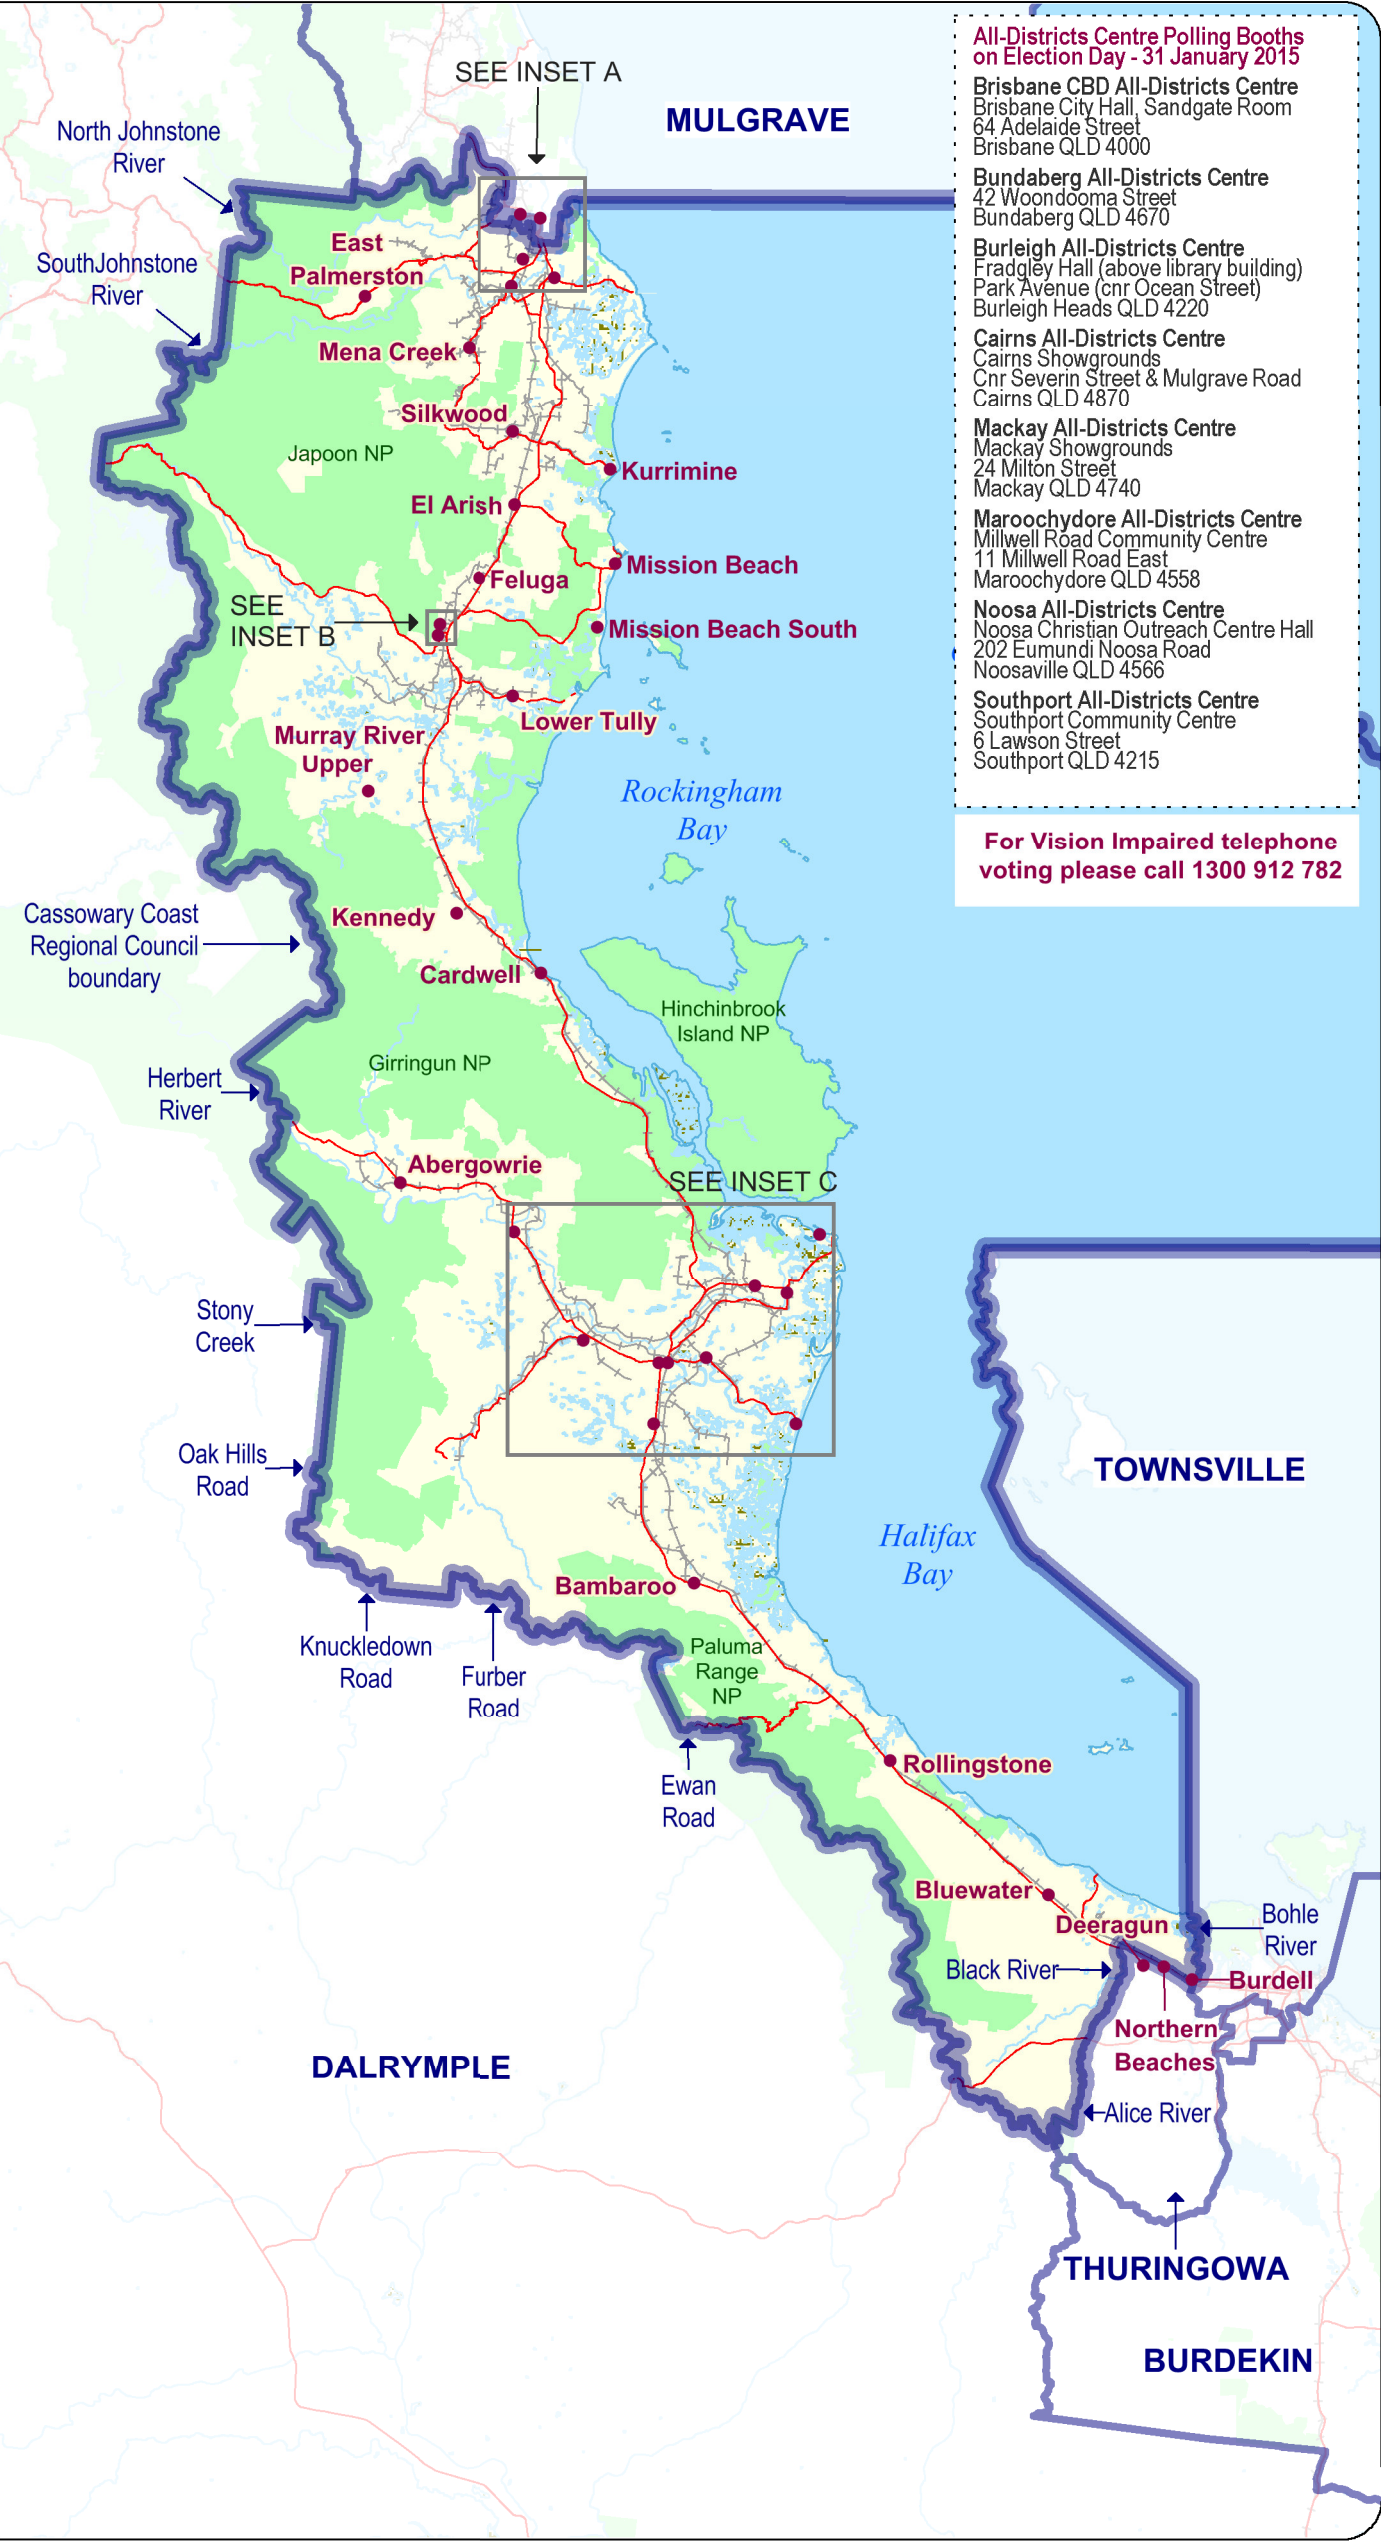 SEE INSET A
MULGRAVE
North Johnstone
River
SouthJohnstone
River
East
Palmerston
Mena Creek
Silkwood
Japoon NP
Kurrimine
El Arish
Mission Beach
Feluga
SEE
INSET B
Mission Beach South
Lower Tully
Murray River
Upper
Rockingham
Bay
Kennedy
Cassowary Coast
Regional Council
boundary
Cardwell
Hinchinbrook
Island NP
Girringun NP
Herbert
River
Abergowrie
SEE INSET C
Stony
Creek
Oak Hills
Road
TOWNSVILLE
Halifax
Bay
Bambaroo
Knuckledown
Road
Furber
Road
Paluma
Range
NP
Ewan
Road
Rollingstone
Bluewater
Deeragun
Bohle
River
Black River
Burdell
Northern
Beaches
DALRYMPLE
Alice River
THURINGOWA
BURDEKIN
All-Districts Centre Polling Booths
on Election Day - 31 January 2015
Brisbane CBD All-Districts Centre
Brisbane City Hall, Sandgate Room
64 Adelaide Street
Brisbane QLD 4000
Bundaberg All-Districts Centre
42 Woondooma Street
Bundaberg QLD 4670
Burleigh All-Districts Centre
Fradgley Hall (above library building)
Park Avenue (cnr Ocean Street)
Burleigh Heads QLD 4220
Cairns All-Districts Centre
Cairns Showgrounds
Cnr Severin Street & Mulgrave Road
Cairns QLD 4870
Mackay All-Districts Centre
Mackay Showgrounds
24 Milton Street
Mackay QLD 4740
Maroochydore All-Districts Centre
Millwell Road Community Centre
11 Millwell Road East
Maroochydore QLD 4558
Noosa All-Districts Centre
Noosa Christian Outreach Centre Hall
202 Eumundi Noosa Road
Noosaville QLD 4566
Southport All-Districts Centre
Southport Community Centre
6 Lawson Street
Southport QLD 4215
For Vision Impaired telephone
voting please call 1300 912 782